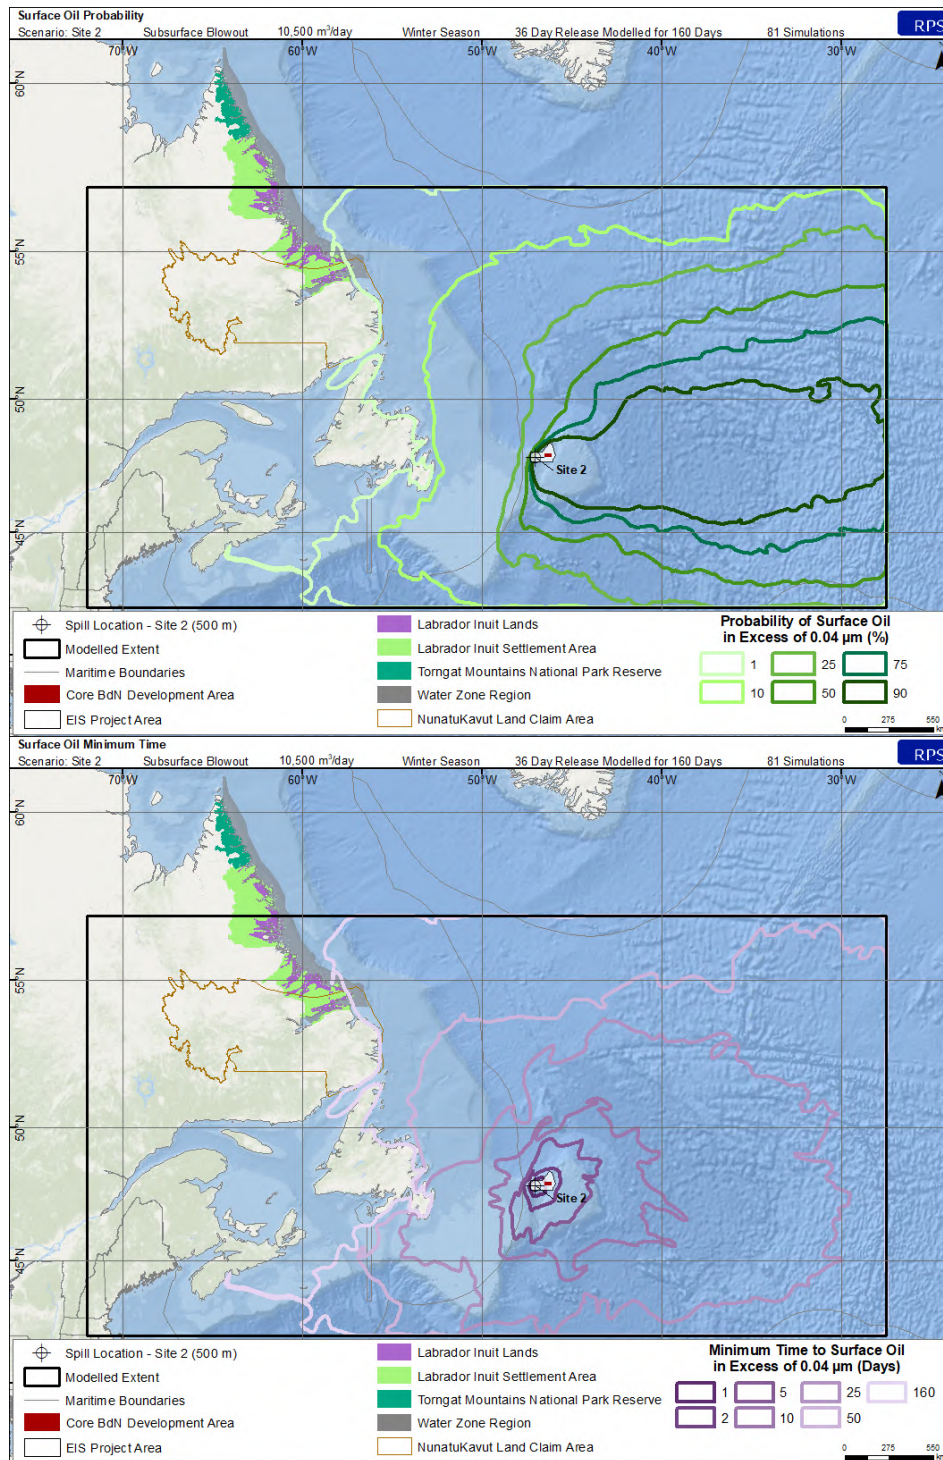 Surface Oil Probability
Scenario: Site 2 Subsurface Blowout 10,500 m³/day Winter Season 36 Day Release Modelled for 160 Days 81 Simulations
RPS
70°W 60°W 50°W 40°W 30°W
60°N
55°N
50°N
45°N
Site 2
Spill Location - Site 2 (500 m)
Modelled Extent
Maritime Boundaries
Core BdN Development Area
EIS Project Area
Labrador Inuit Lands
Labrador Inuit Settlement Area
Torngat Mountains National Park Reserve
Water Zone Region
NunatuKavut Land Claim Area
Probability of Surface Oil
in Excess of 0.04 µm (%)
1 25 75
10 50 90
0 275 550
km
Surface Oil Minimum Time
Scenario: Site 2 Subsurface Blowout 10,500 m³/day Winter Season 36 Day Release Modelled for 160 Days 81 Simulations
RPS
70°W 60°W 50°W 40°W 30°W
60°N
55°N
50°N
45°N
Site 2
Spill Location - Site 2 (500 m)
Modelled Extent
Maritime Boundaries
Core BdN Development Area
EIS Project Area
Labrador Inuit Lands
Labrador Inuit Settlement Area
Torngat Mountains National Park Reserve
Water Zone Region
NunatuKavut Land Claim Area
Minimum Time to Surface Oil
in Excess of 0.04 µm (Days)
1 5 25 160
2 10 50
0 275 550
km